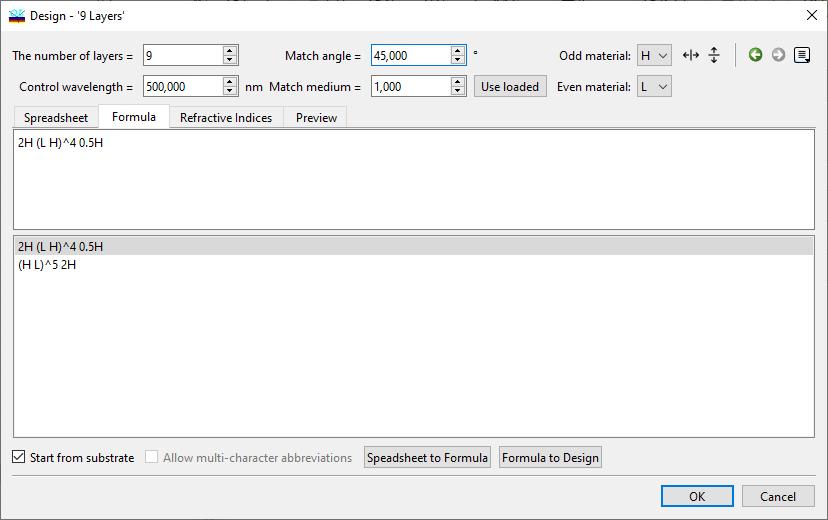 Design - '9 Layers'
The number of layers = 9 Match angle = 45,000 ° Odd material: H
Control wavelength = 500,000 nm Match medium = 1,000 Use loaded Even material: L
Spreadsheet Formula Refractive Indices Preview
2H (L H)^4 0.5H
2H (L H)^4 0.5H
(H L)^5 2H
Start from substrate Allow multi-character abbreviations Speadsheet to Formula Formula to Design
OK Cancel